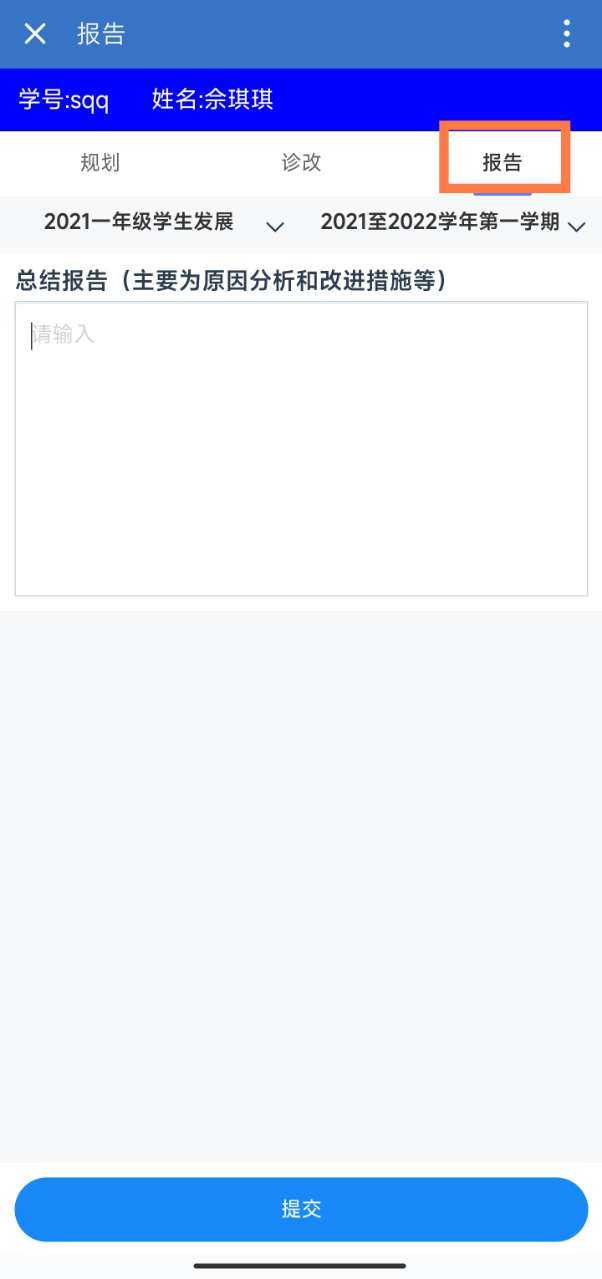 报告
学号:sqq 姓名:佘琪琪
规划 诊改 报告
2021一年级学生发展 2021至2022学年第一学期
总结报告（主要为原因分析和改进措施等）
请输入
提交